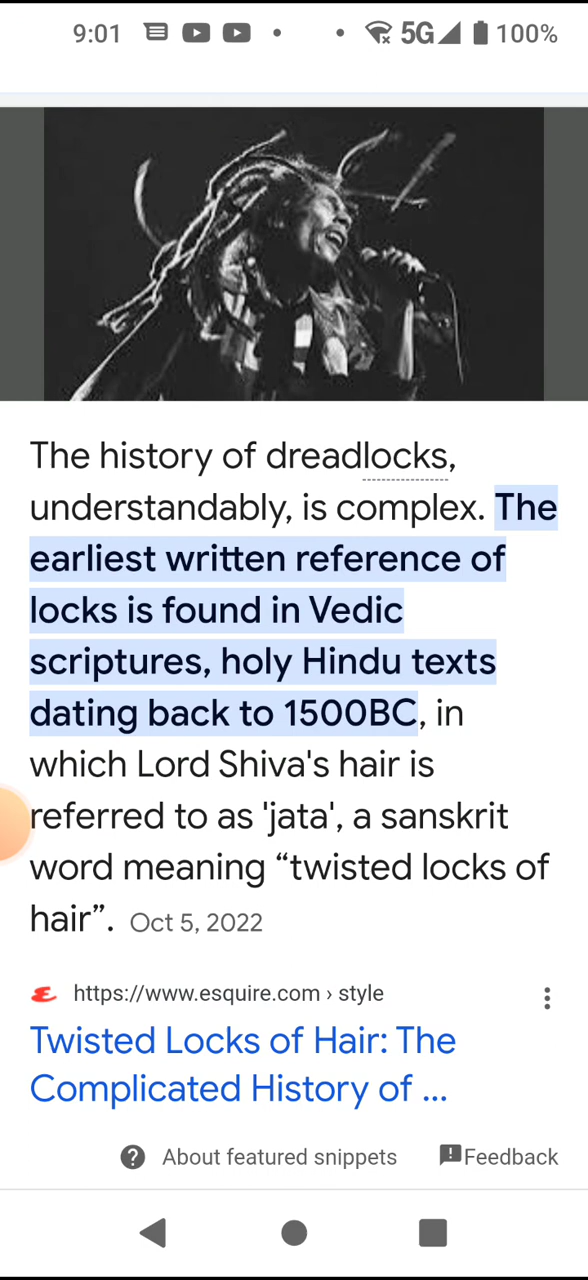 9:01 5G 100%
The history of dreadlocks,
understandably, is complex. The
earliest written reference of
locks is found in Vedic
scriptures, holy Hindu texts
dating back to 1500BC, in
which Lord Shiva's hair is
referred to as 'jata', a sanskrit
word meaning “twisted locks of
hair”. Oct 5, 2022
https://www.esquire.com › style
Twisted Locks of Hair: The
Complicated History of ...
About featured snippets Feedback